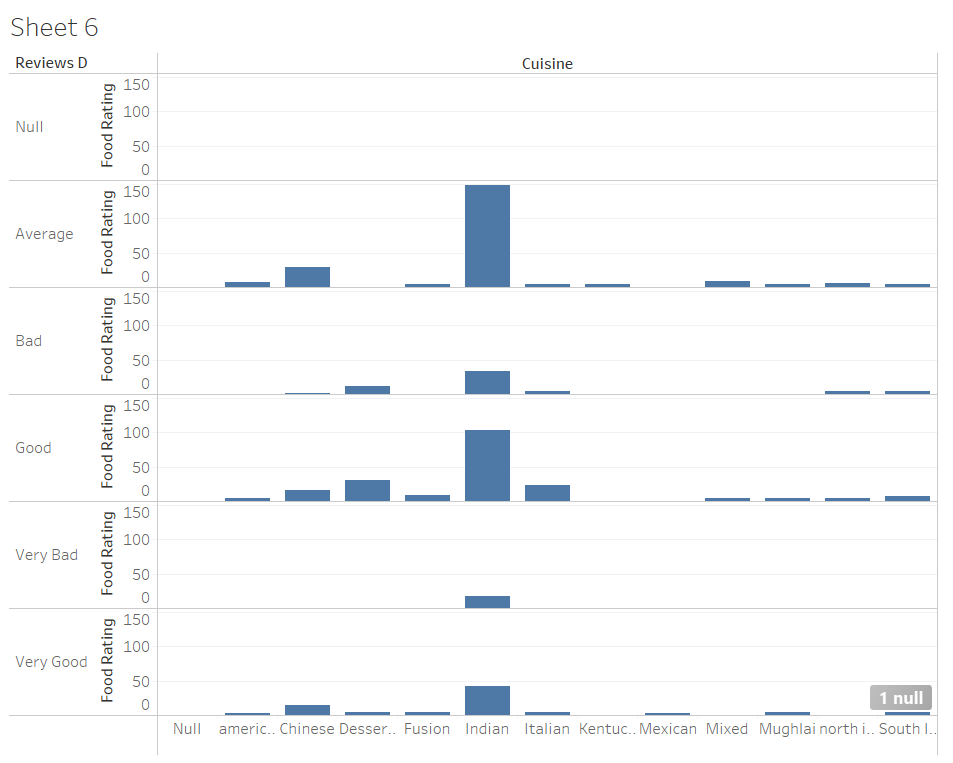 Sheet 6
Reviews D
Cuisine
Null
Food Rating
150
100
50
0
Average
Food Rating
150
100
50
0
Bad
Food Rating
150
100
50
0
Good
Food Rating
150
100
50
0
Very Bad
Food Rating
150
100
50
0
Very Good
Food Rating
150
100
50
0
1 null
Null americ.. Chinese Desser.. Fusion Indian Italian Kentuc.. Mexican Mixed Mughlai north i.. South I..